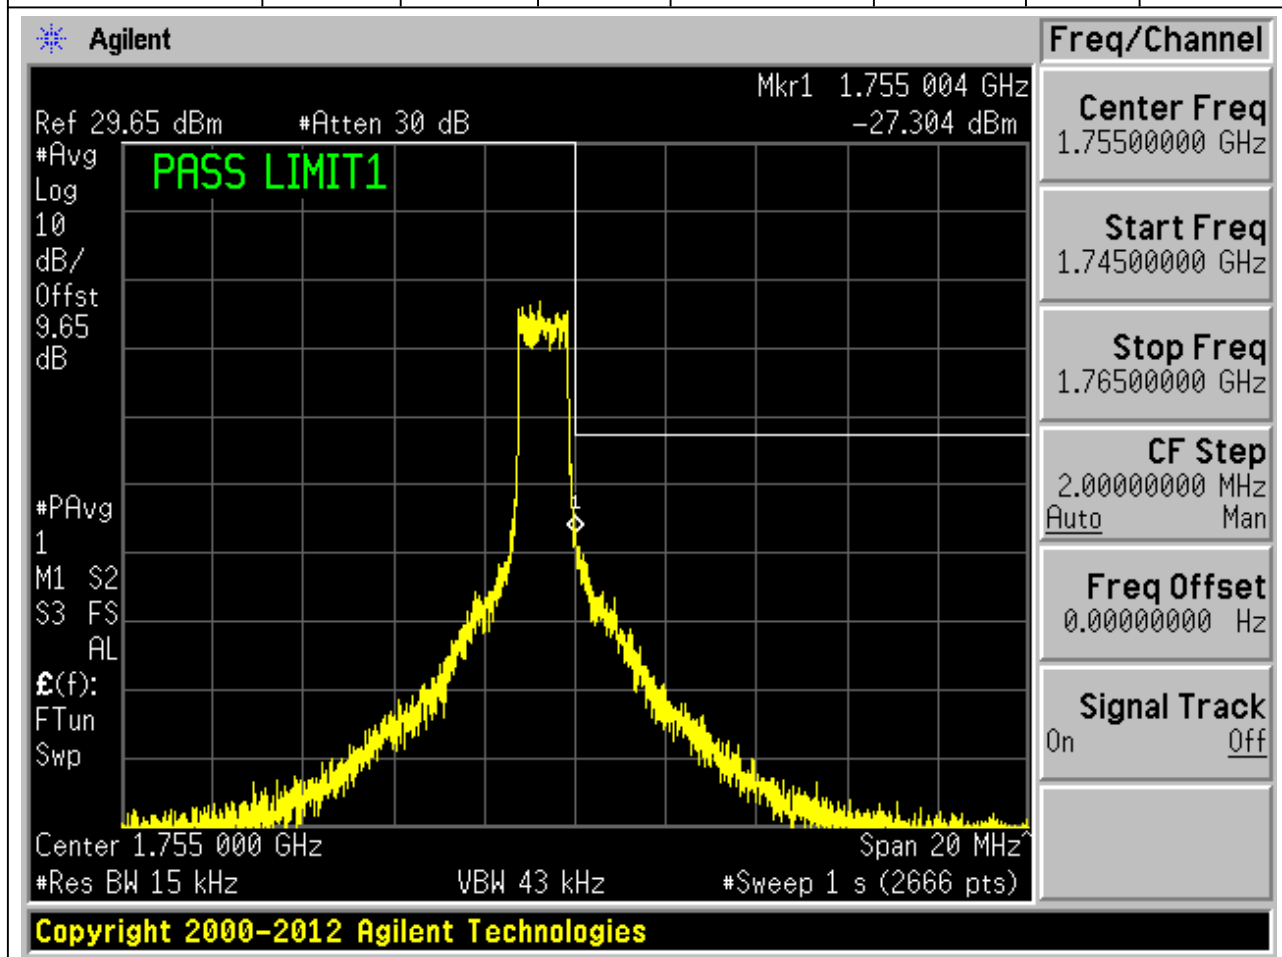 Agilent
Freq/Channel
Mkr1 1.755 004 GHz
Ref 29.65 dBm #Atten 30 dB -27.304 dBm
#Avg
Log
10
dB/
Offst
9.65
dB
PASS LIMIT1
1
#PAvg
1
M1 S2
S3 FS
AL
£(f):
FTun
Swp
Center 1.755 000 GHz Span 20 MHz^
#Res BW 15 kHz VBW 43 kHz #Sweep 1 s (2666 pts)
Center Freq
1.75500000 GHz
Start Freq
1.74500000 GHz
Stop Freq
1.76500000 GHz
CF Step
2.00000000 MHz
Auto Man
Freq Offset
0.00000000 Hz
Signal Track
On Off
Copyright 2000-2012 Agilent Technologies